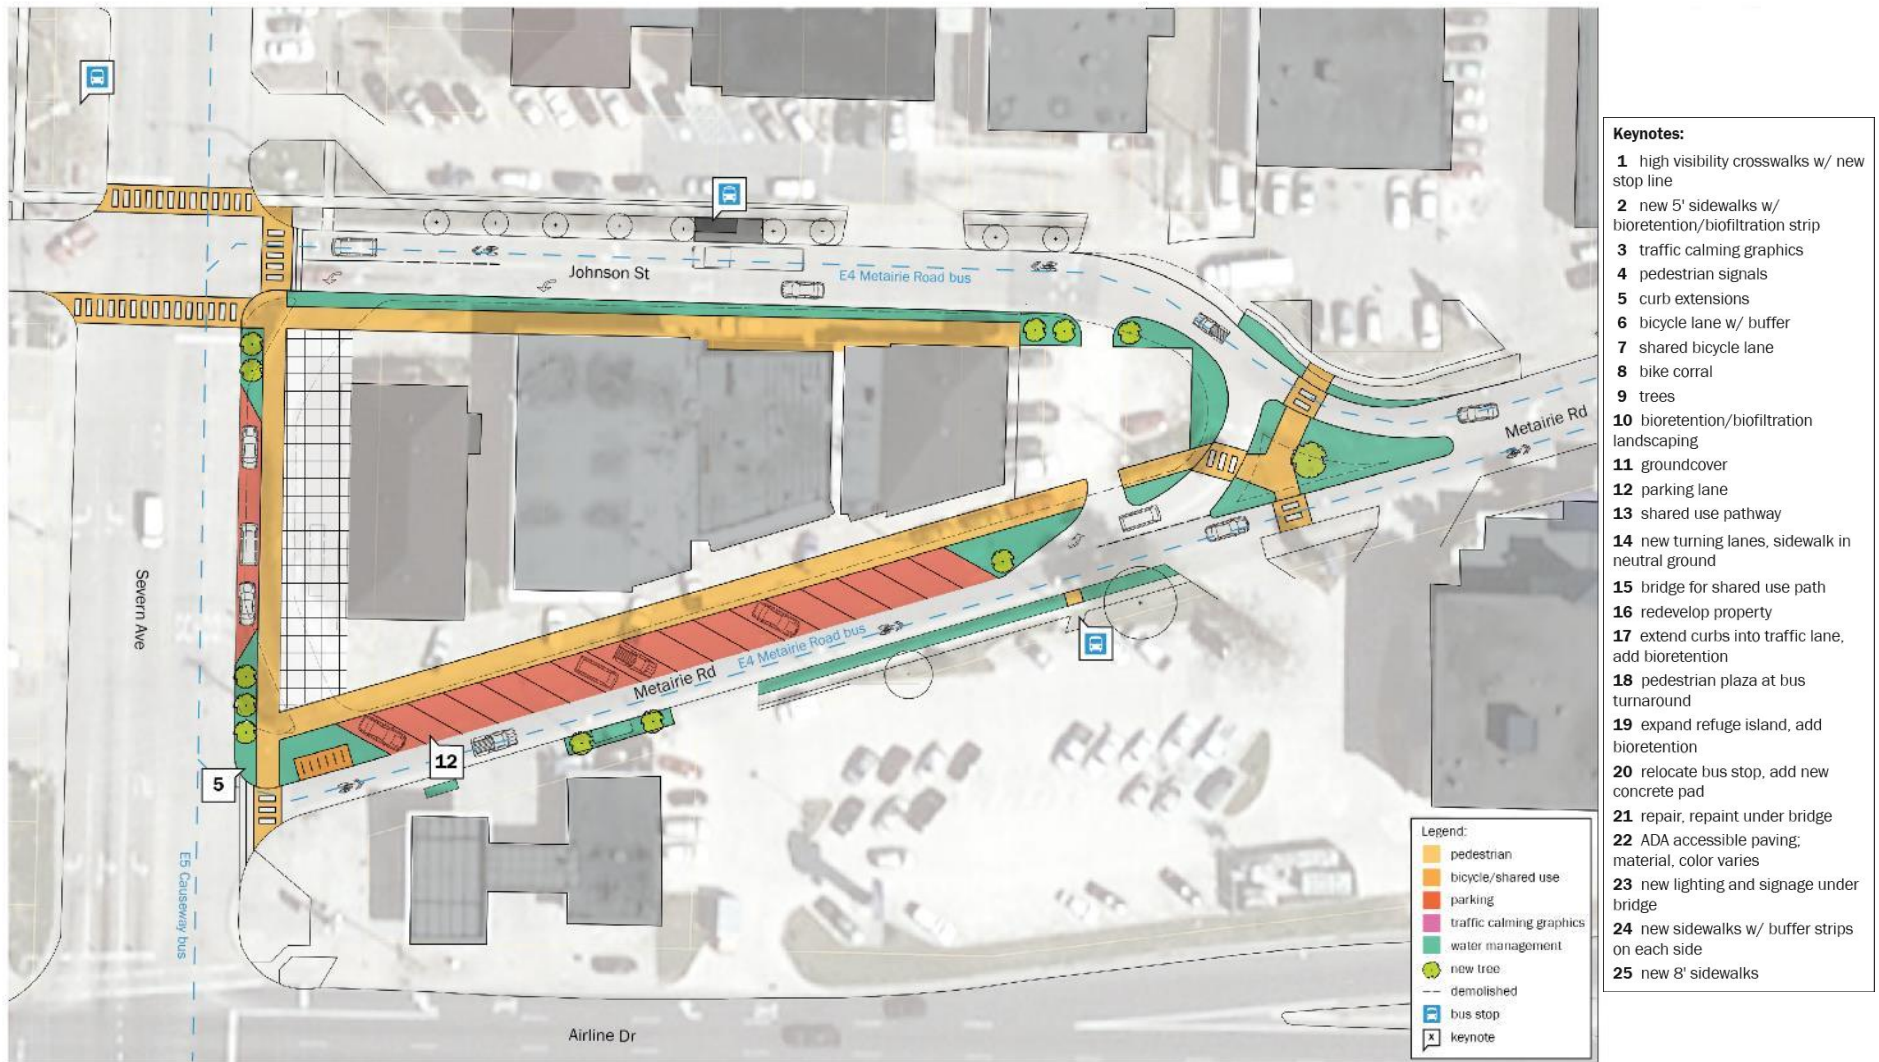 Johnson St
E4 Metairie Road bus
Metairie Rd
Severn Ave
E4 Metairie Road bus
Metairie Rd
12
5
E5 Causeway bus
Airline Dr
Legend:
pedestrian
bicycle/shared use
parking
traffic calming graphics
water management
new tree
demolished
bus stop
x keynote
Keynotes:
1 high visibility crosswalks w/ new
stop line
2 new 5' sidewalks w/
bioretention/biofiltration strip
3 traffic calming graphics
4 pedestrian signals
5 curb extensions
6 bicycle lane w/ buffer
7 shared bicycle lane
8 bike corral
9 trees
10 bioretention/biofiltration
landscaping
11 groundcover
12 parking lane
13 shared use pathway
14 new turning lanes, sidewalk in
neutral ground
15 bridge for shared use path
16 redevelop property
17 extend curbs into traffic lane,
add bioretention
18 pedestrian plaza at bus
turnaround
19 expand refuge island, add
bioretention
20 relocate bus stop, add new
concrete pad
21 repair, repaint under bridge
22 ADA accessible paving;
material, color varies
23 new lighting and signage under
bridge
24 new sidewalks w/ buffer strips
on each side
25 new 8' sidewalks